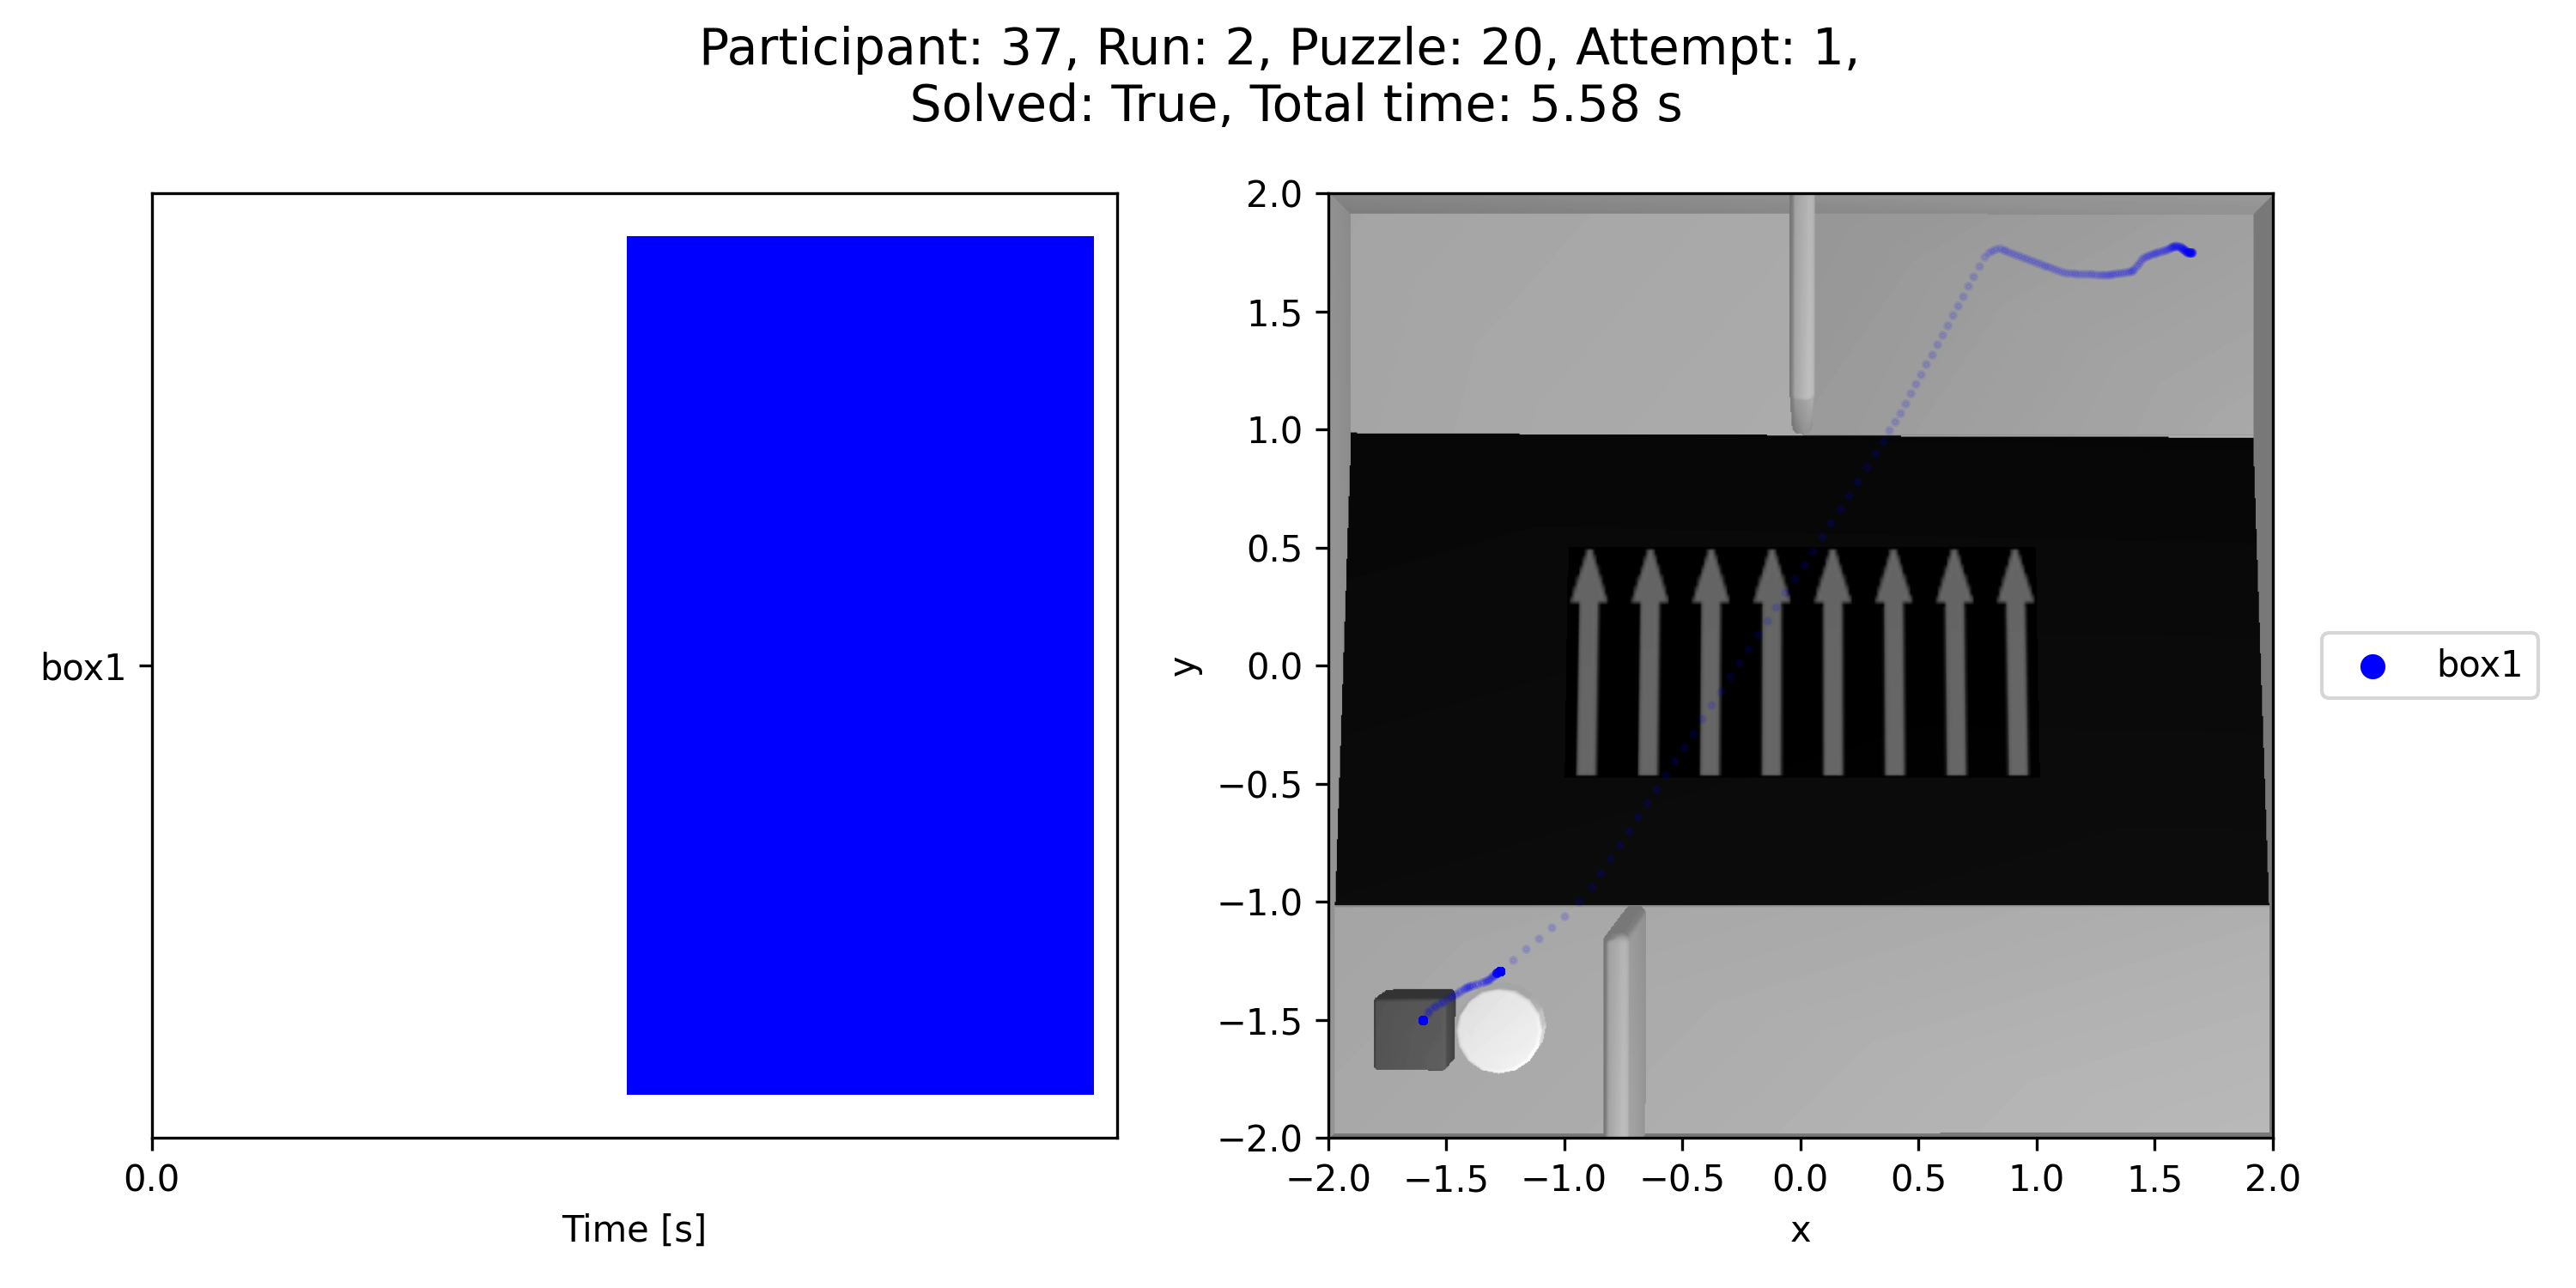 Participant: 37, Run: 2, Puzzle: 20, Attempt: 1,
Solved: True, Total time: 5.58 s
box1
0.0
Time [s]
y
2.0
1.5
1.0
0.5
0.0
−0.5
−1.0
−1.5
−2.0
−2.0 −1.5 −1.0 −0.5 0.0 0.5 1.0 1.5 2.0
x
box1